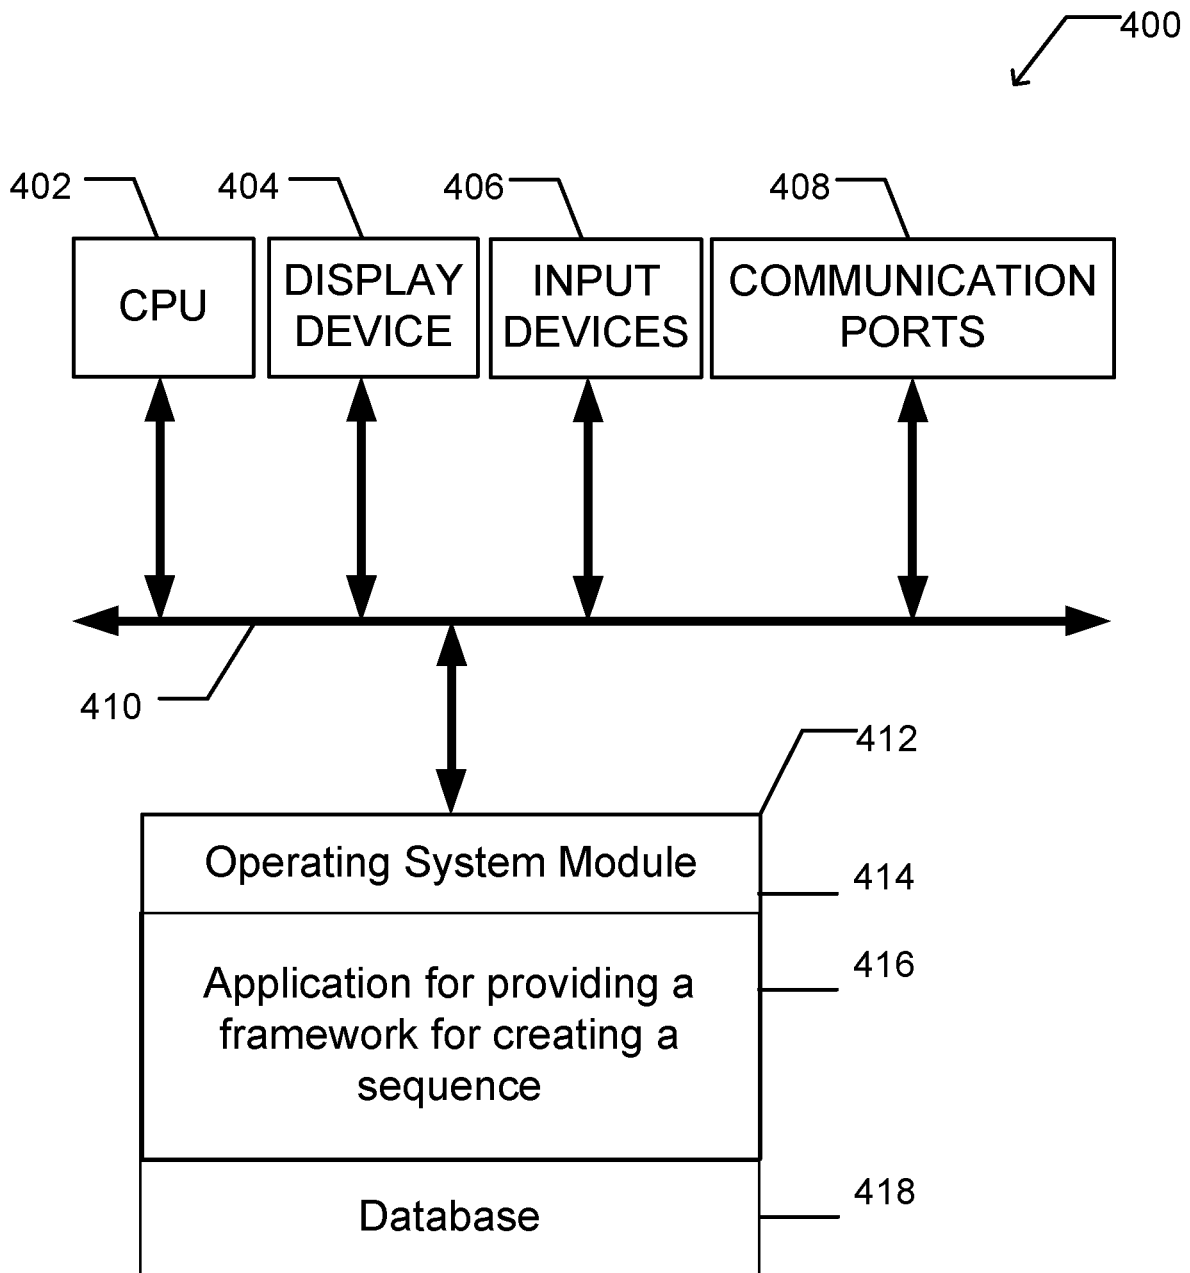 400
402
404
406
408
CPU
DISPLAY
DEVICE
INPUT
DEVICES
COMMUNICATION
PORTS
410
412
Operating System Module
414
Application for providing a
framework for creating a
sequence
416
Database
418